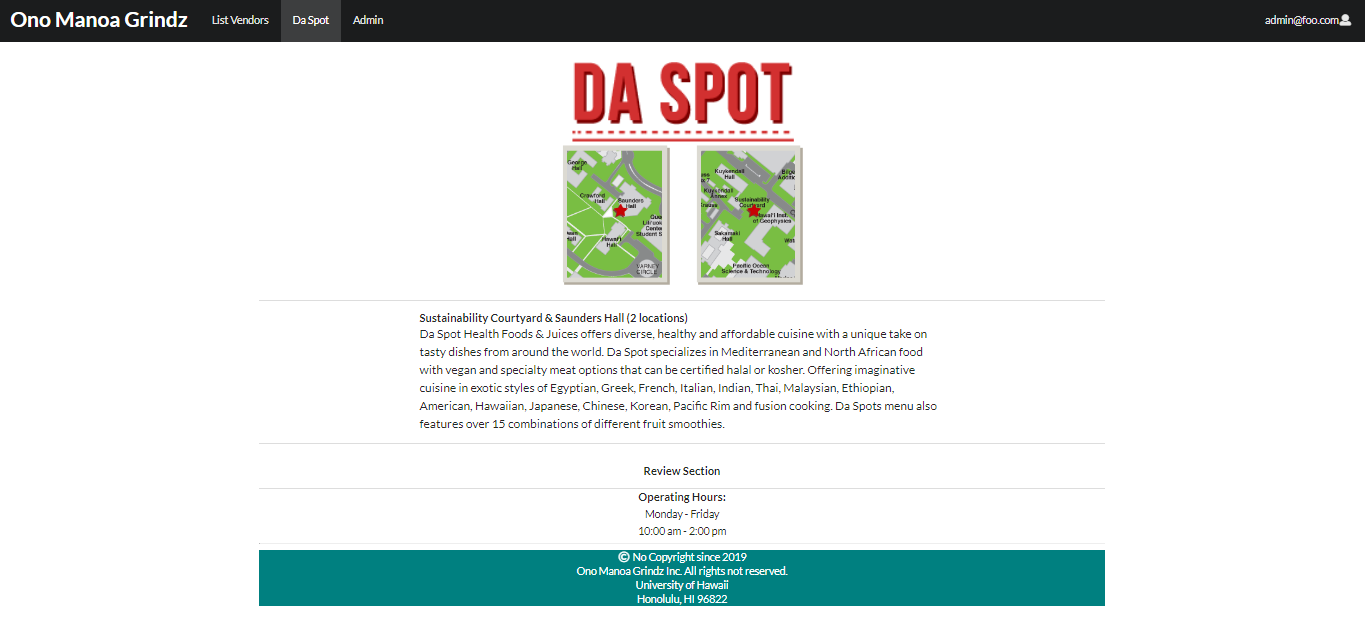 Ono Manoa Grindz List Vendors Da Spot Admin admin@foo.com
DA SPOT
George
Hall
Crawford
Hall
Saunders
Hall
Hawai'i
Hall
Center
Student S
VARNEY
CIRCLE
Kuykendall
Hall
Kuykendall
Annex
Krauss
Sustainability
Courtyard
Hawai'i Inst.
of Geophysics
Sakamaki
Hall
Pacific Ocean
Science & Technology
Sustainability Courtyard & Saunders Hall (2 locations)
Da Spot Health Foods & Juices offers diverse, healthy and affordable cuisine with a unique take on
tasty dishes from around the world. Da Spot specializes in Mediterranean and North African food
with vegan and specialty meat options that can be certified halal or kosher. Offering imaginative
cuisine in exotic styles of Egyptian, Greek, French, Italian, Indian, Thai, Malaysian, Ethiopian,
American, Hawaiian, Japanese, Chinese, Korean, Pacific Rim and fusion cooking. Da Spots menu also
features over 15 combinations of different fruit smoothies.
Review Section
Operating Hours:
Monday - Friday
10:00 am - 2:00 pm
© No Copyright since 2019
Ono Manoa Grindz Inc. All rights not reserved.
University of Hawaii
Honolulu, HI 96822